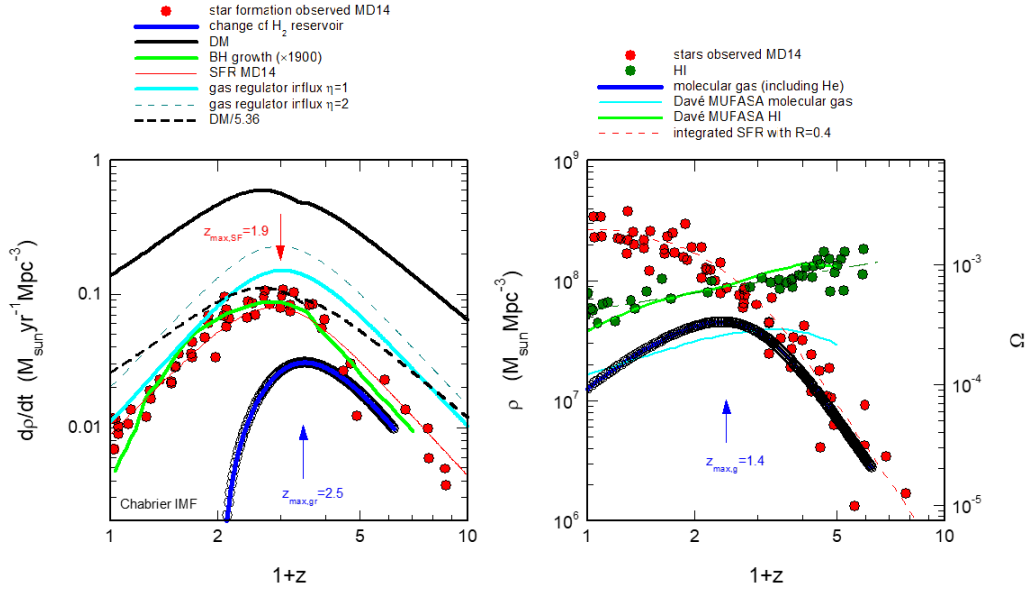 star formation observed MD14
change cf H2 reservoir
DM
BH growth (×1900)
SFR MD14
gas regulator influx η=1
gas regulator influx η=2
DM/5.36
1
0.1
0.01
dρ/dt (Msun yr-1 Mpc-3)
zmax,SF=1.9
zmax,gr=2.5
Chabrier IMF
1 2 5 10
1+z
stars observed MD14
HI
molecular gas (including He)
Davé MUFASA molecular gas
Davé MUFASA HI
integrated SFR with R=0.4
10^9
10^8
10^7
10^6
ρ (Msun Mpc-3)
zmax,g=1.4
10^-3
10^-4
10^-5
Ω
1 2 5 10
1+z